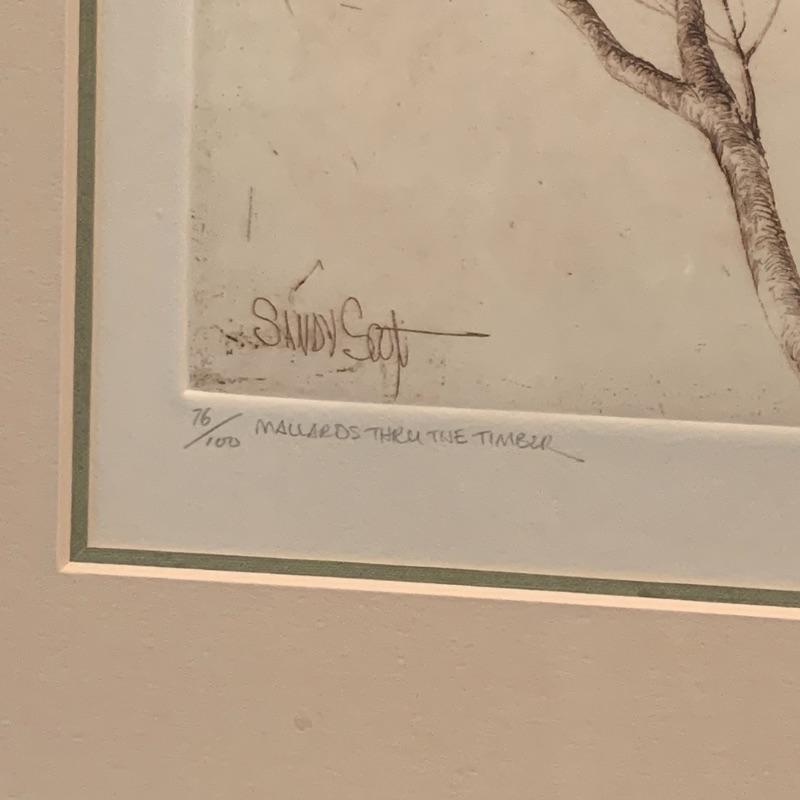 SANDY Scott
76/100 MALLARDS THRU THE TIMBER